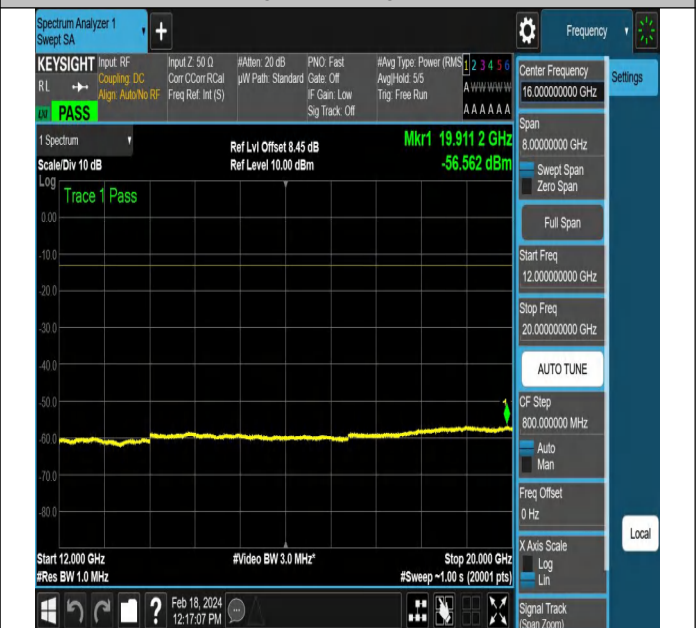 Spectrum Analyzer 1
Swept SA
+
Frequency
KEYSIGHT
RL
PASS
Input: RF
Coupling: DC
Align: Auto/No RF
Input Z: 50 Ω
Corr CCorr RCal
Freq Ref: Int (S)
#Atten: 20 dB
µW Path: Standard
PNO: Fast
Gate: Off
IF Gain: Low
Sig Track: Off
#Avg Type: Power (RMS
Avg|Hold: 5/5
Trig: Free Run
1 2 3 4 5 6
A W W W W W
A A A A A A
1 Spectrum
Scale/Div 10 dB
Log
Ref Lvl Offset 8.45 dB
Ref Level 10.00 dBm
Mkr1 19.911 2 GHz
-56.562 dBm
Trace 1 Pass
0.00
-10.0
-20.0
-30.0
-40.0
-50.0
-60.0
-70.0
-80.0
1
Start 12.000 GHz
#Res BW 1.0 MHz
#Video BW 3.0 MHz*
Stop 20.000 GHz
#Sweep ~1.00 s (20001 pts)
?
Feb 18, 2024
12:17:07 PM
Center Frequency
16.000000000 GHz
Settings
Span
8.00000000 GHz
Swept Span
Zero Span
Full Span
Start Freq
12.000000000 GHz
Stop Freq
20.000000000 GHz
AUTO TUNE
CF Step
800.000000 MHz
Auto
Man
Freq Offset
0 Hz
X Axis Scale
Log
Lin
Local
Signal Track
(Span Zoom)